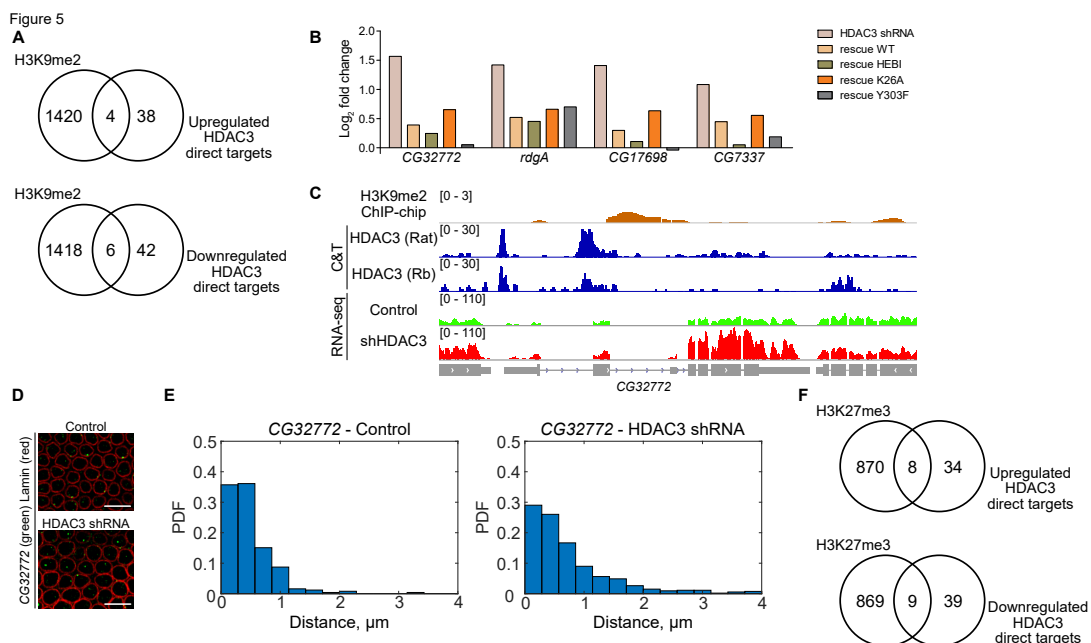 Figure 5
A
H3K9me2
1420
4
38
Upregulated
HDAC3
direct targets
H3K9me2
1418
6
42
Downregulated
HDAC3
direct targets
B
Log2 fold change
2.0
1.5
1.0
0.5
0.0
CG32772
rdgA
CG17698
CG7337
HDAC3 shRNA
rescue WT
rescue HEBI
rescue K26A
rescue Y303F
C
H3K9me2
ChIP-chip
[0 - 3]
C&T
HDAC3 (Rat)
[0 - 30]
HDAC3 (Rb)
[0 - 30]
RNA-seq
Control
[0 - 110]
shHDAC3
[0 - 110]
CG32772
D
CG32772 (green) Lamin (red)
Control
HDAC3 shRNA
E
CG32772 - Control
PDF
0.5
0.4
0.3
0.2
0.1
0
0 1 2 3 4
Distance, µm
CG32772 - HDAC3 shRNA
PDF
0.5
0.4
0.3
0.2
0.1
0
0 1 2 3 4
Distance, µm
F
H3K27me3
870
8
34
Upregulated
HDAC3
direct targets
H3K27me3
869
9
39
Downregulated
HDAC3
direct targets